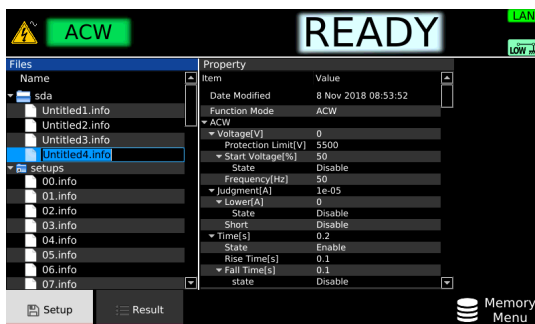 ACW
READY
LAN
LOW
Files
Property
Name
Item Value
sda
Date Modified 8 Nov 2018 08:53:52
Untitled1.info
Function Mode ACW
Untitled2.info
ACW
Untitled3.info
Voltage[V] 0
Protection Limit[V] 5500
Untitled4.info
Start Voltage[%] 50
setups
State Disable
00.info
Frequency[Hz] 50
01.info
Judgment[A] 1e-05
02.info
Lower[A] 0
State Disable
03.info
Short Disable
04.info
Time[s] 0.2
05.info
State Enable
Rise Time[s] 0.1
06.info
Fall Time[s] 0.1
07.info
state Disable
Setup
Result
Memory
Menu